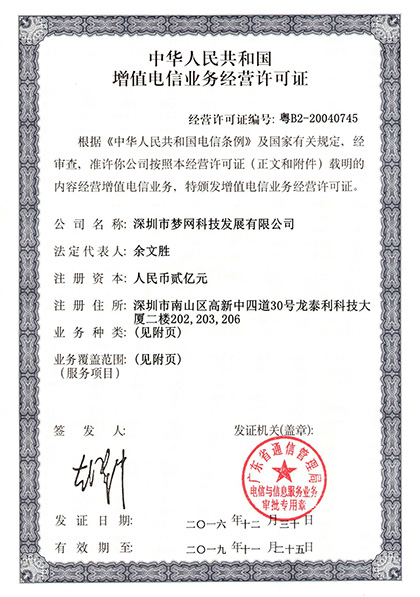 中华人民共和国
增值电信业务经营许可证
经营许可证编号: 粤B2-20040745
根据《中华人民共和国电信条例》及国家有关规定，经
审查，准许你公司按照本经营许可证（正文和附件）载明的
内容经营增值电信业务，特颁发增值电信业务经营许可证。
公司名称: 深圳市梦网科技发展有限公司
法定代表人: 余文胜
注册资本: 人民币贰亿元
注册住所: 深圳市南山区高新中四道30号龙泰利科技大
厦二楼202,203,206
业务种类: (见附页)
业务覆盖范围: (见附页)
（服务项目）
签发人: 发证机关(盖章):
广东省通信管理局
电信与信息服务业务
审批专用章
发证日期: 二〇一六年十二月三十日
有效期至: 二〇一九年十一月二十五日